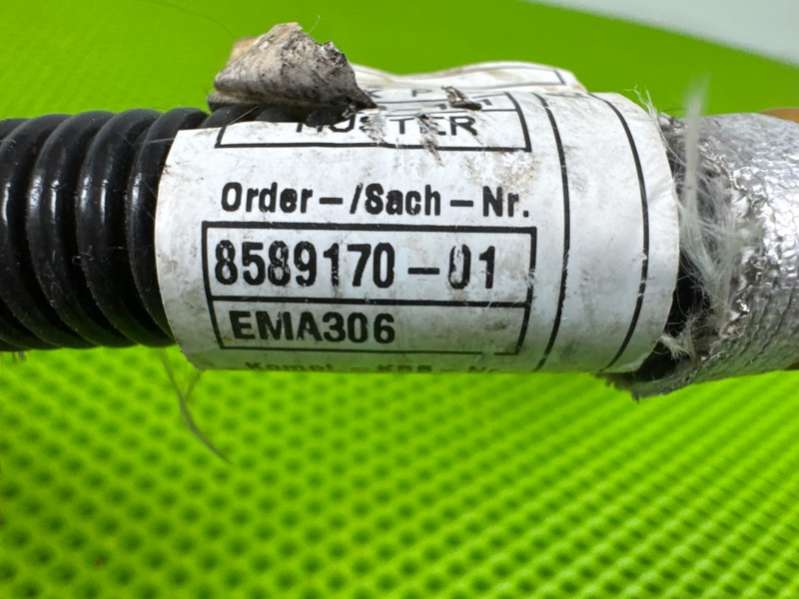 MUSTER
Order-/Sach-Nr.
8589170-01
EMA306